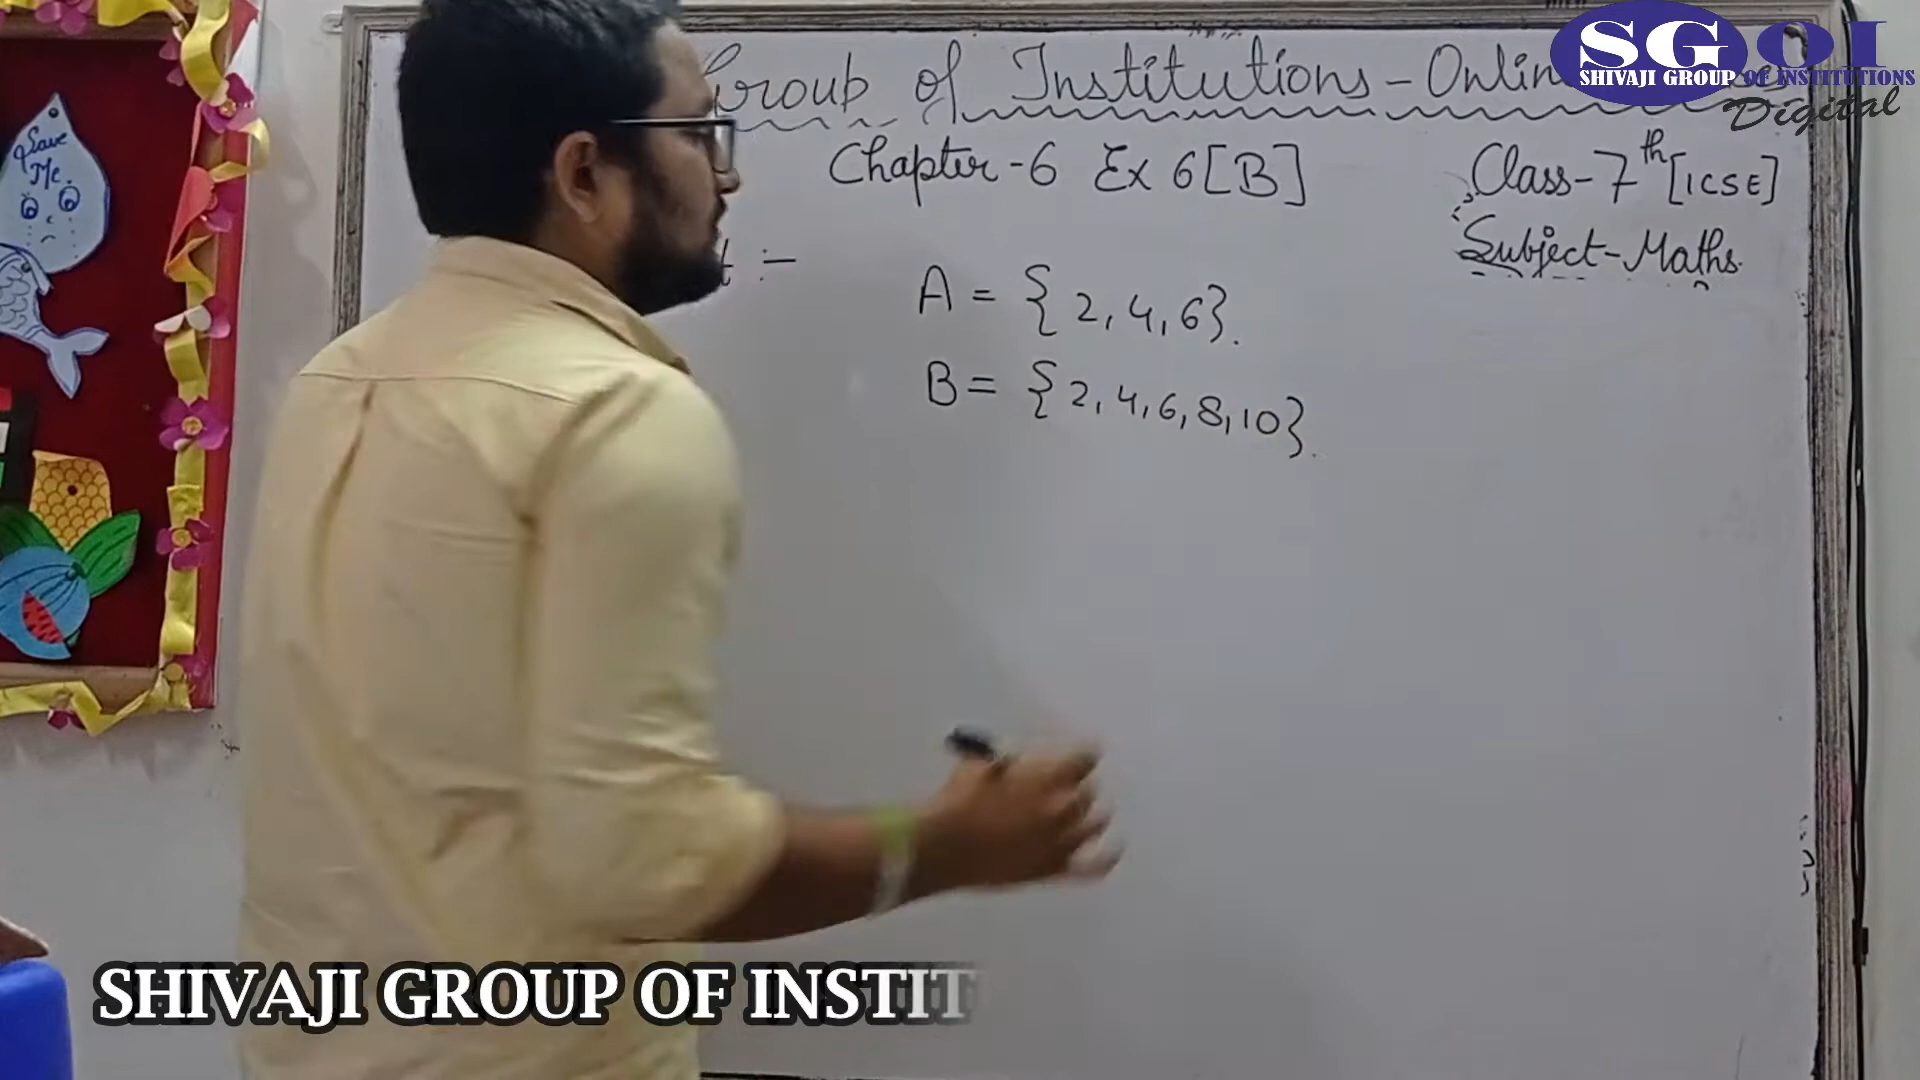 Group of Institutions - Onlin
SGOI
SHIVAJI GROUP OF INSTITUTIONS
Digital
Chapter - 6 Ex 6[B]
Class - 7th [ICSE]
Subject - Maths.
Save
Me.
t :-
A = { 2, 4, 6}.
B = { 2, 4, 6, 8, 10}.
SHIVAJI GROUP OF INSTIT